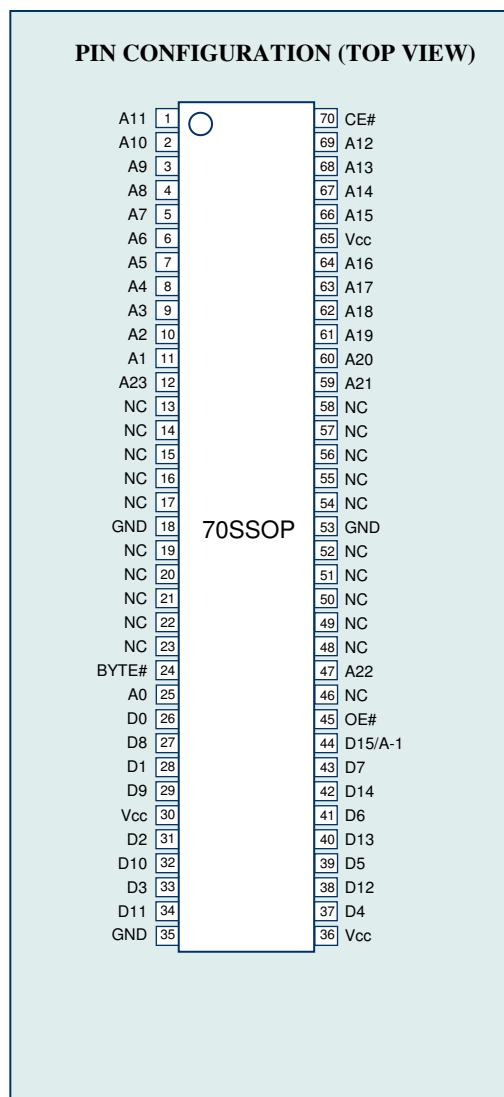 PIN CONFIGURATION (TOP VIEW)
A11 1 70 CE#
A10 2 69 A12
A9 3 68 A13
A8 4 67 A14
A7 5 66 A15
A6 6 65 Vcc
A5 7 64 A16
A4 8 63 A17
A3 9 62 A18
A2 10 61 A19
A1 11 60 A20
A23 12 59 A21
NC 13 58 NC
NC 14 57 NC
NC 15 56 NC
NC 16 55 NC
NC 17 54 NC
GND 18 70SSOP 53 GND
NC 19 52 NC
NC 20 51 NC
NC 21 50 NC
NC 22 49 NC
NC 23 48 NC
BYTE# 24 47 A22
A0 25 46 NC
D0 26 45 OE#
D8 27 44 D15/A-1
D1 28 43 D7
D9 29 42 D14
Vcc 30 41 D6
D2 31 40 D13
D10 32 39 D5
D3 33 38 D12
D11 34 37 D4
GND 35 36 Vcc